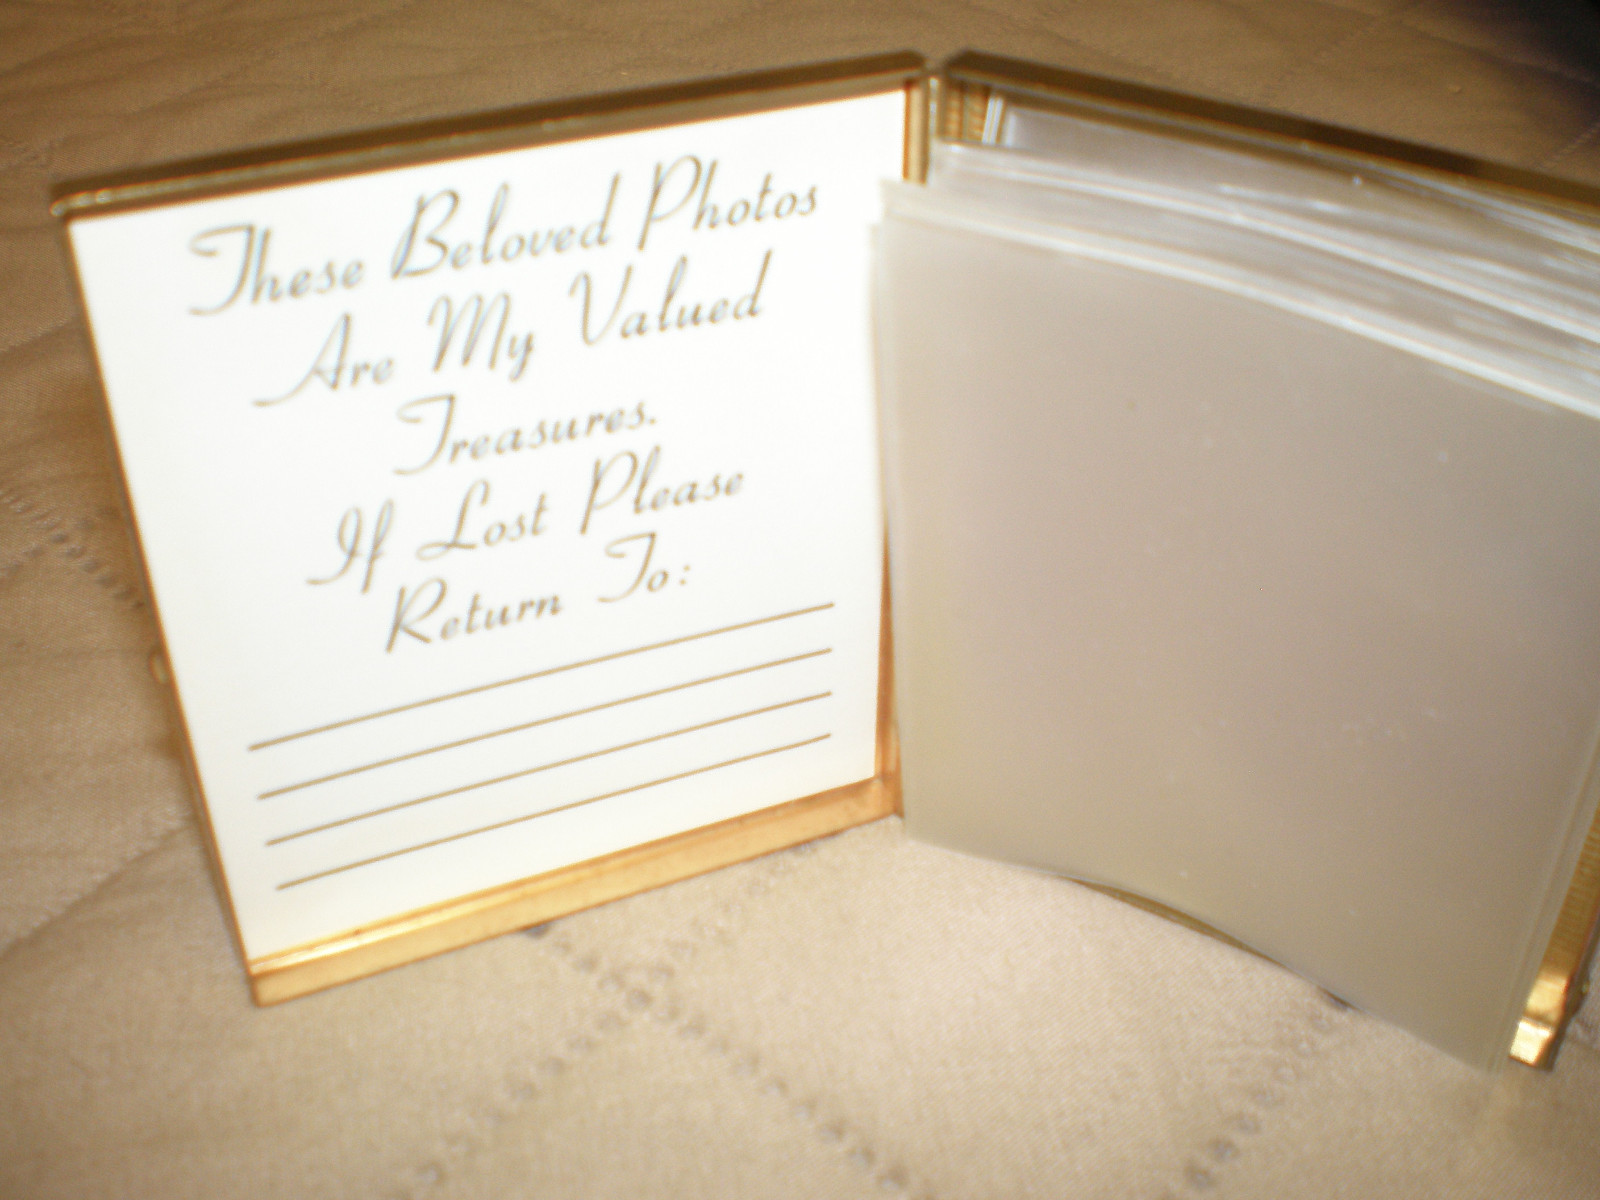 These Beloved Photos
Are My Valued
Treasures.
If Lost Please
Return To: